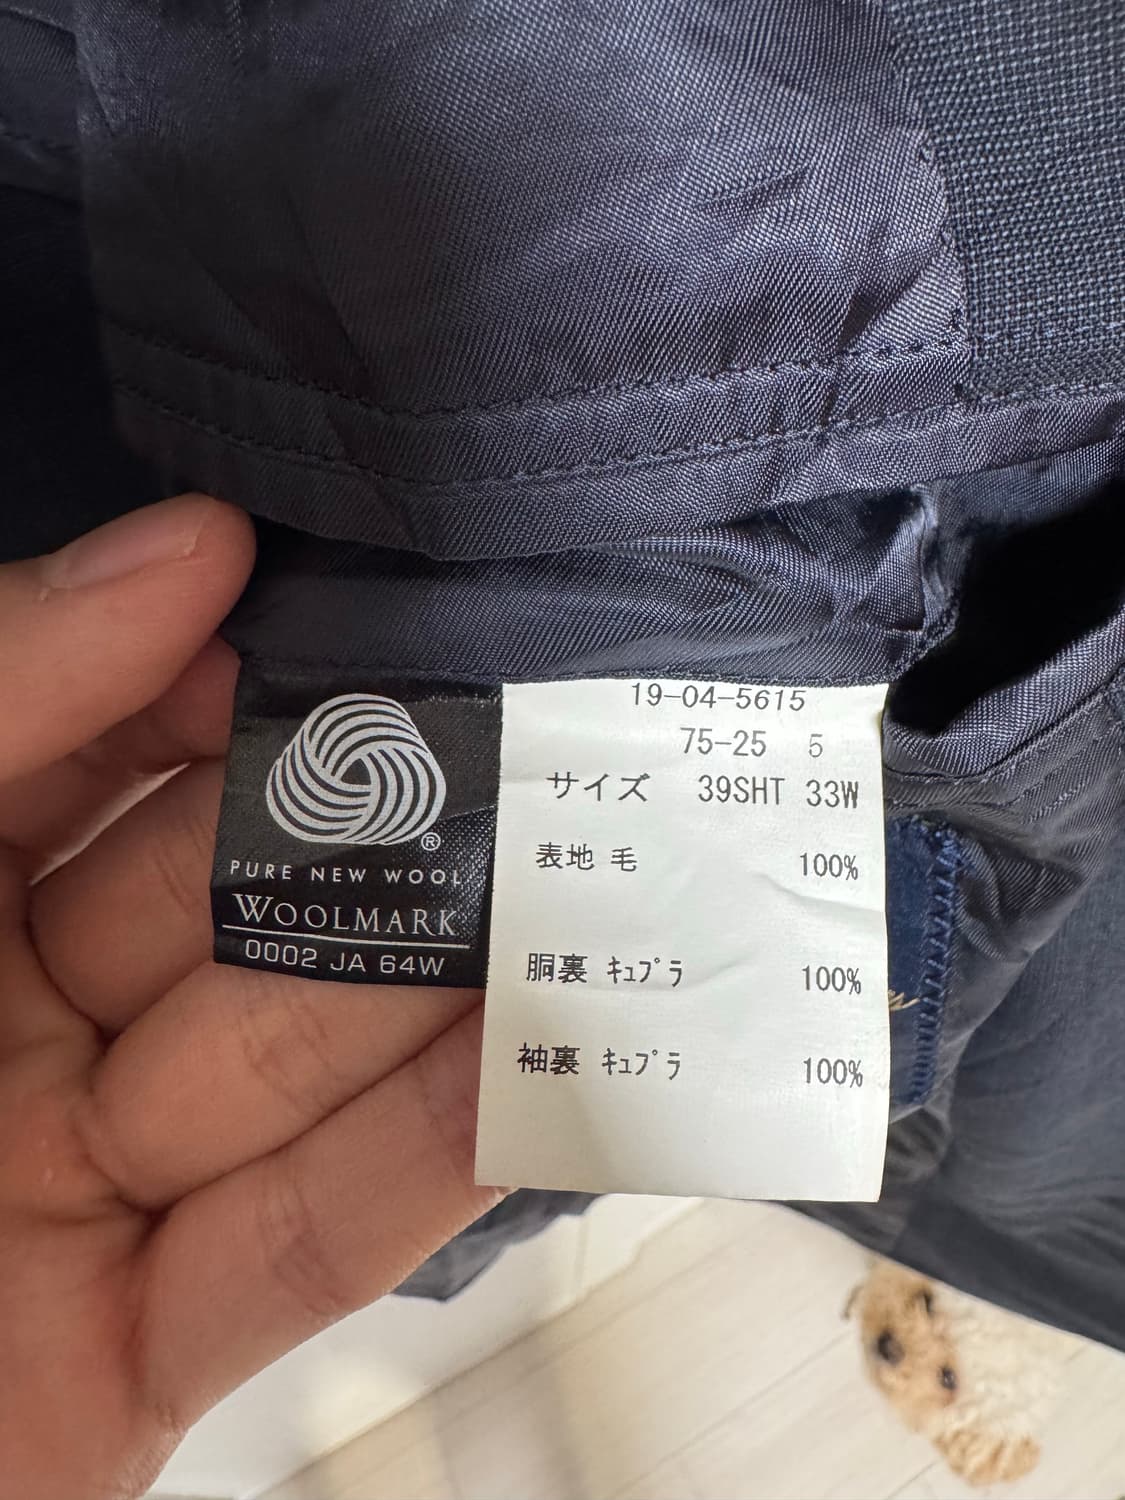 ®
PURE NEW WOOL
WOOLMARK
0002 JA 64W
19-04-5615
75-25 5
サイズ 39SHT 33W
表地 毛 100%
胴裏 ｷｭﾌﾟﾗ 100%
袖裏 ｷｭﾌﾟﾗ 100%